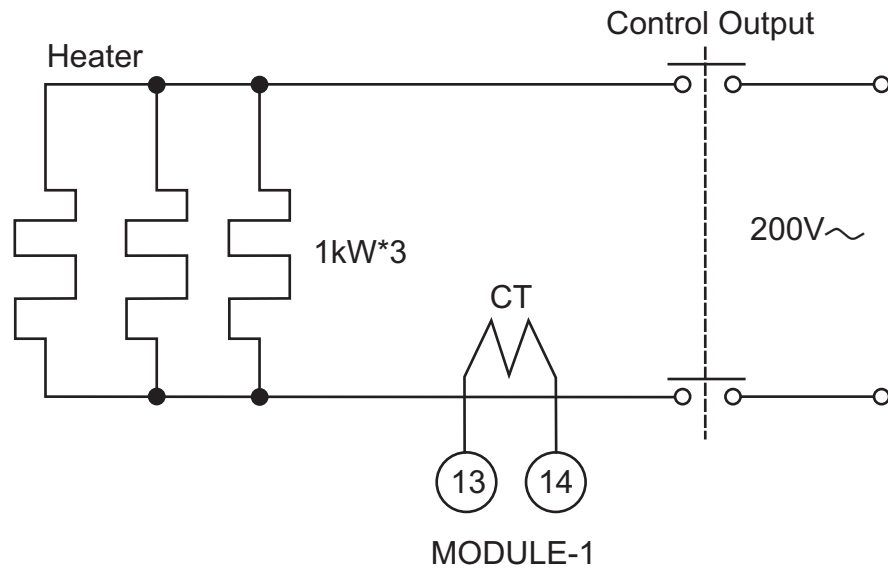 Control Output
Heater
200V～
1kW*3
CT
13
14
MODULE-1